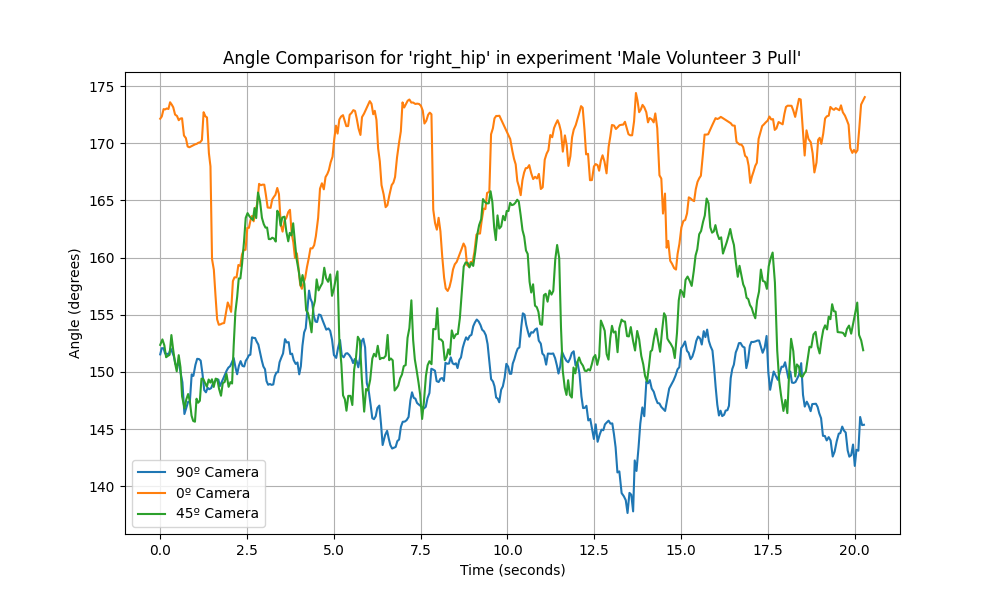 Angle Comparison for 'right_hip' in experiment 'Male Volunteer 3 Pull'
175
170
165
160
155
150
145
140
Angle (degrees)
90º Camera
0º Camera
45º Camera
0.0 2.5 5.0 7.5 10.0 12.5 15.0 17.5 20.0
Time (seconds)